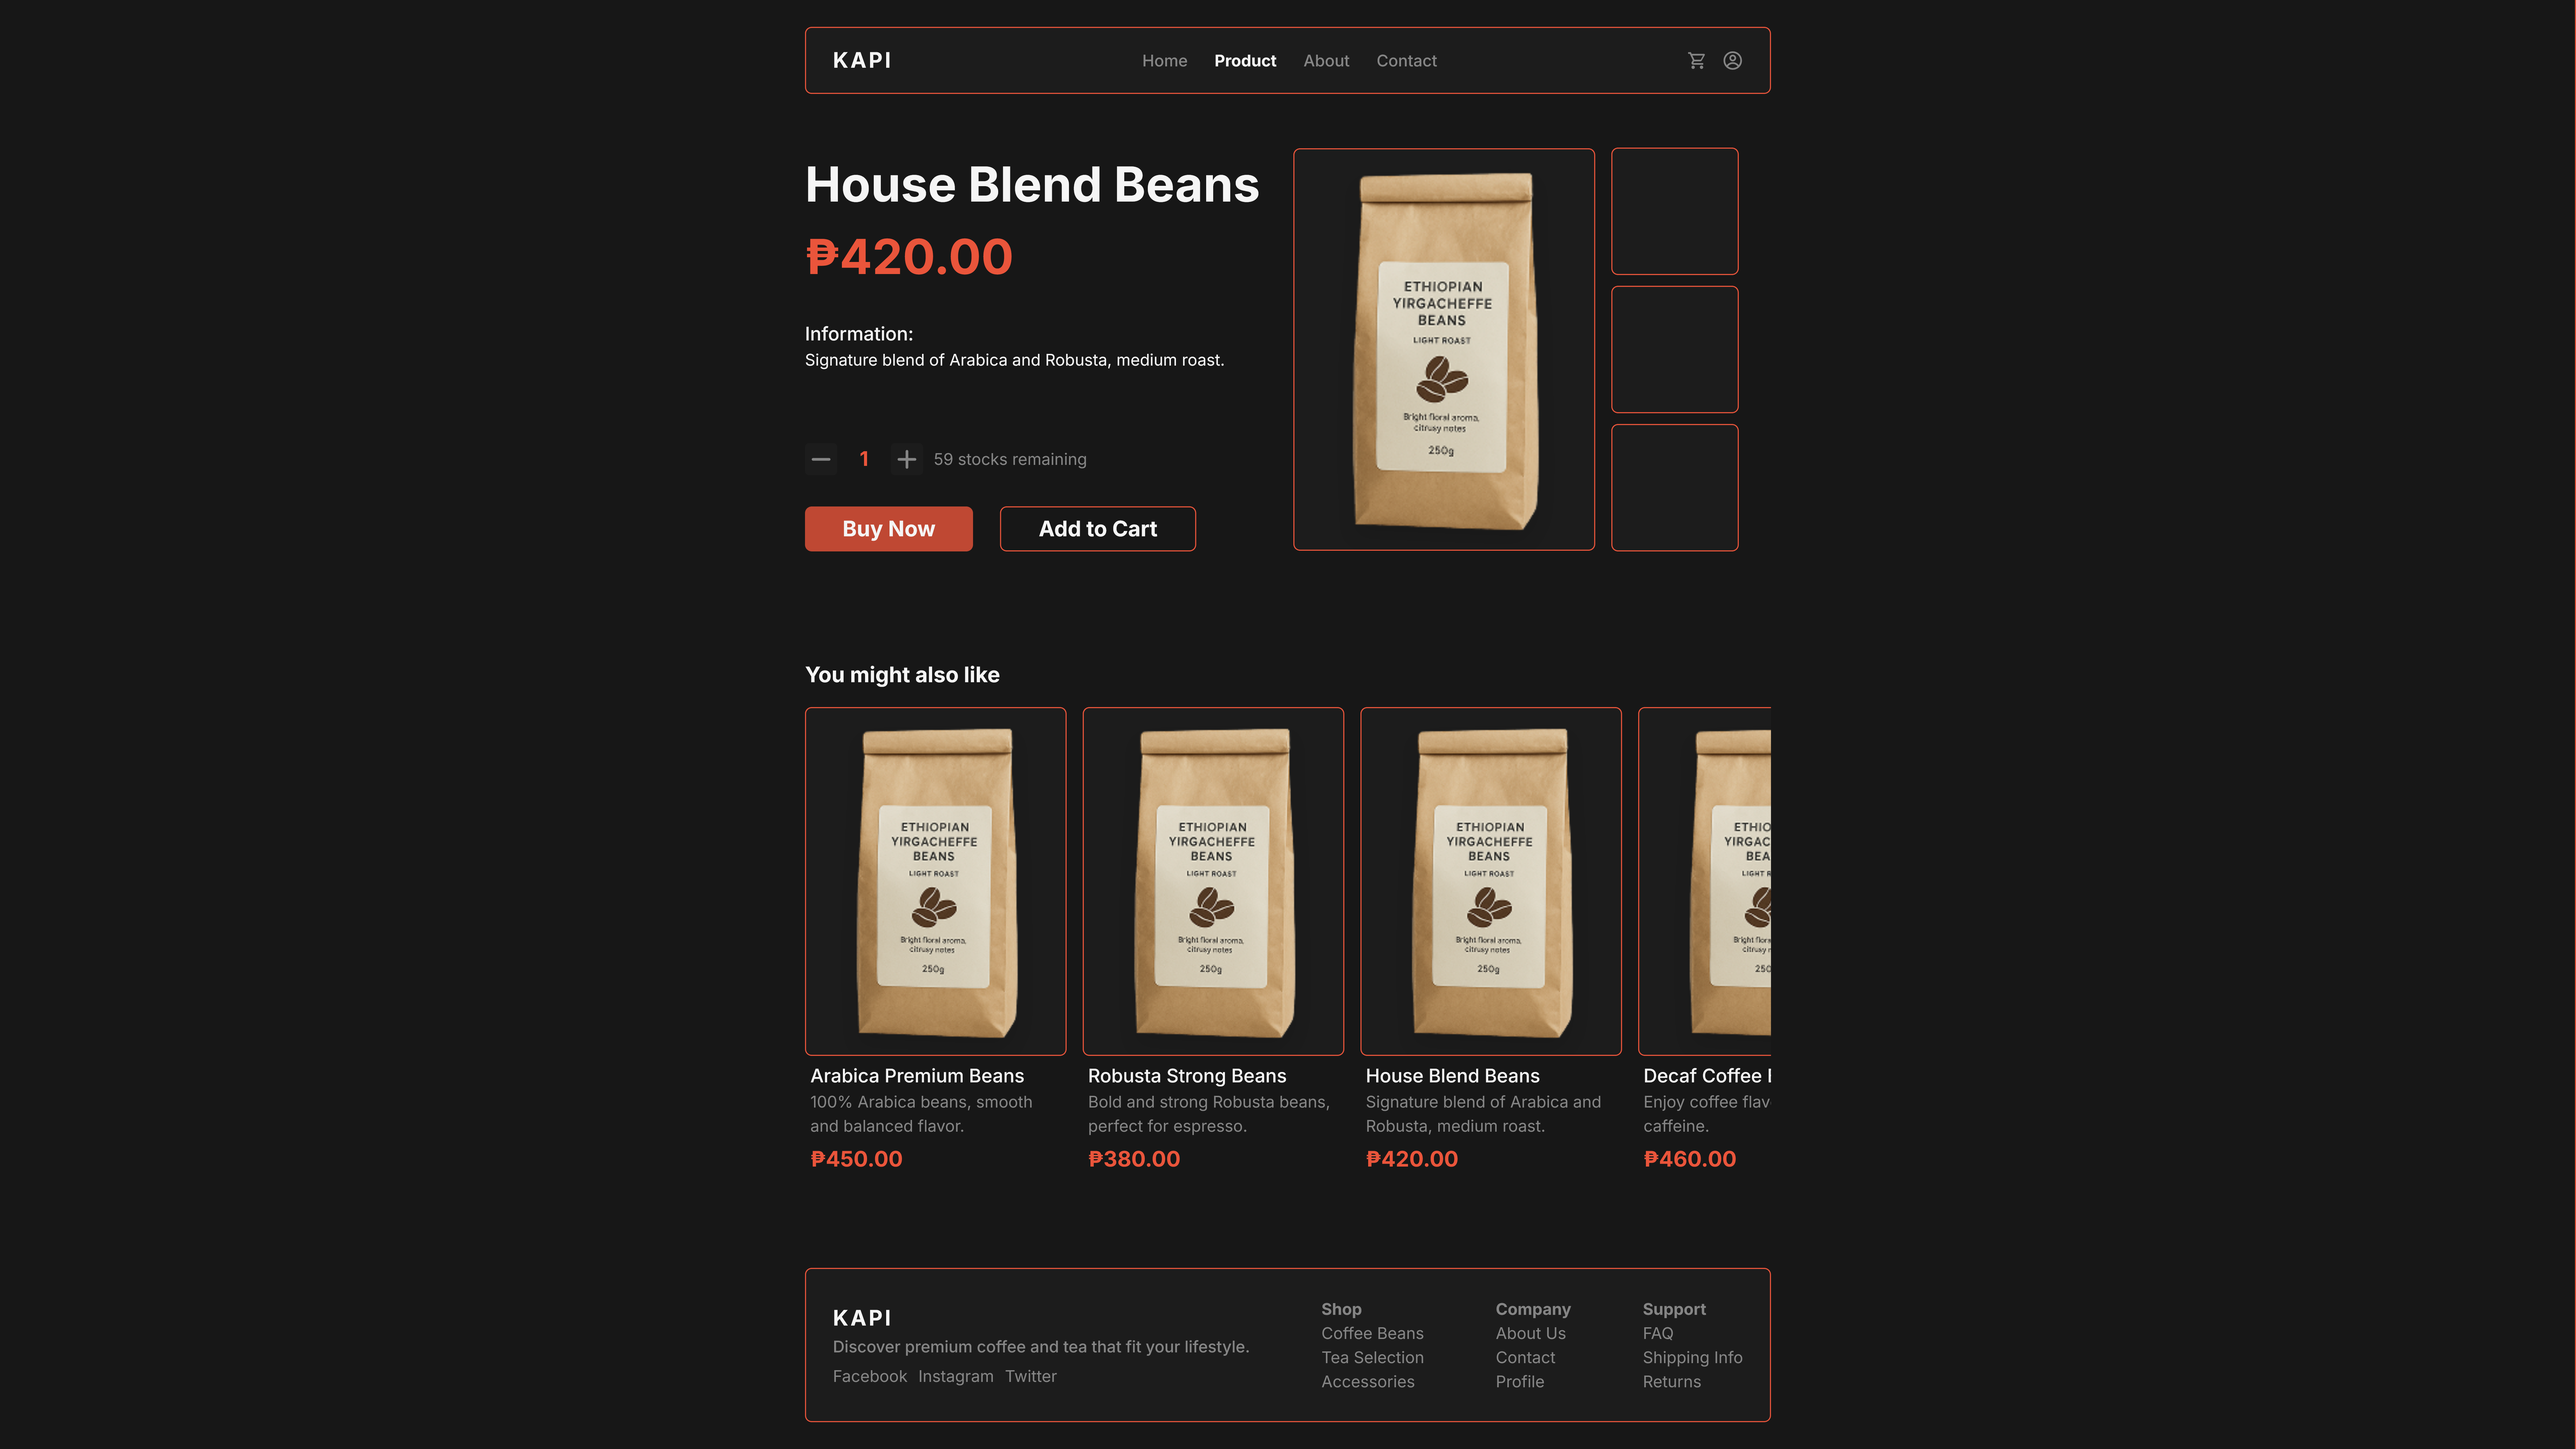 KAPI
Home Product About Contact
House Blend Beans
₱420.00
Information:
Signature blend of Arabica and Robusta, medium roast.
1
59 stocks remaining
Buy Now
Add to Cart
ETHIOPIAN
YIRGACHEFFE
BEANS
LIGHT ROAST
Bright floral aroma,
citrusy notes
250g
You might also like
ETHIOPIAN
YIRGACHEFFE
BEANS
LIGHT ROAST
Bright floral aroma,
citrusy notes
250g
Arabica Premium Beans
100% Arabica beans, smooth
and balanced flavor.
₱450.00
ETHIOPIAN
YIRGACHEFFE
BEANS
LIGHT ROAST
Bright floral aroma,
citrusy notes
250g
Robusta Strong Beans
Bold and strong Robusta beans,
perfect for espresso.
₱380.00
ETHIOPIAN
YIRGACHEFFE
BEANS
LIGHT ROAST
Bright floral aroma,
citrusy notes
250g
House Blend Beans
Signature blend of Arabica and
Robusta, medium roast.
₱420.00
ETHIO
YIRGAC
BEA
LIGHT R
Bright flora
citrusy n
250
Decaf Coffee
Enjoy coffee flav
caffeine.
₱460.00
KAPI
Discover premium coffee and tea that fit your lifestyle.
Facebook Instagram Twitter
Shop
Coffee Beans
Tea Selection
Accessories
Company
About Us
Contact
Profile
Support
FAQ
Shipping Info
Returns